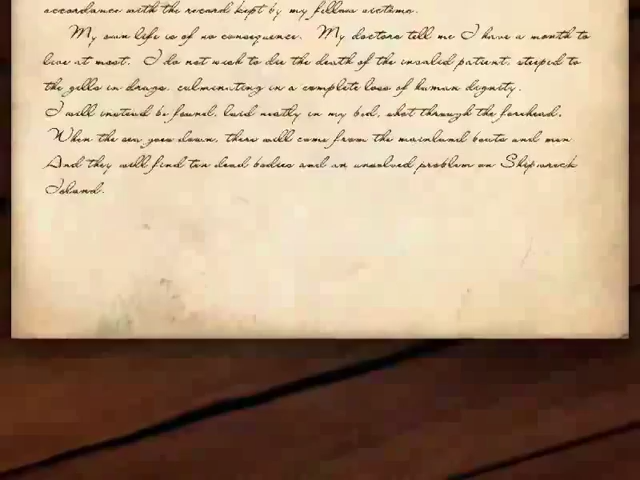 accordance with the record kept by my fellow victims.
My own life is of no consequence. My doctors tell me I have a month to
live at most. I do not wish to die the death of the invalid patient, steeped to
the gills in drugs, culminating in a complete loss of human dignity.
I will instead be found, laid neatly in my bed, shot through the forehead.
When the sea goes down, there will come from the mainland boats and men
And they will find ten dead bodies and an unsolved problem on Shipwreck
Island.